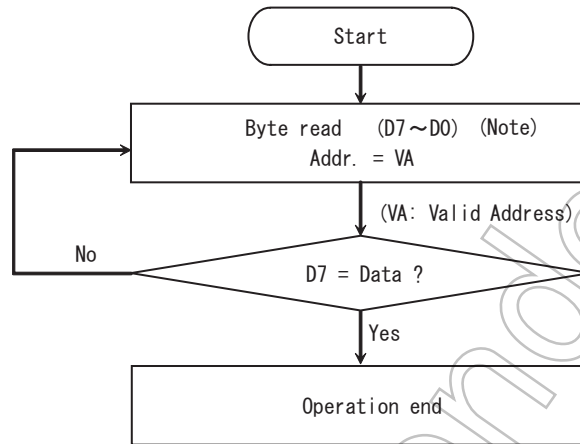 Start
Byte read (D7～D0) (Note)
Addr. = VA
(VA: Valid Address)
No
D7 = Data ?
Yes
Operation end